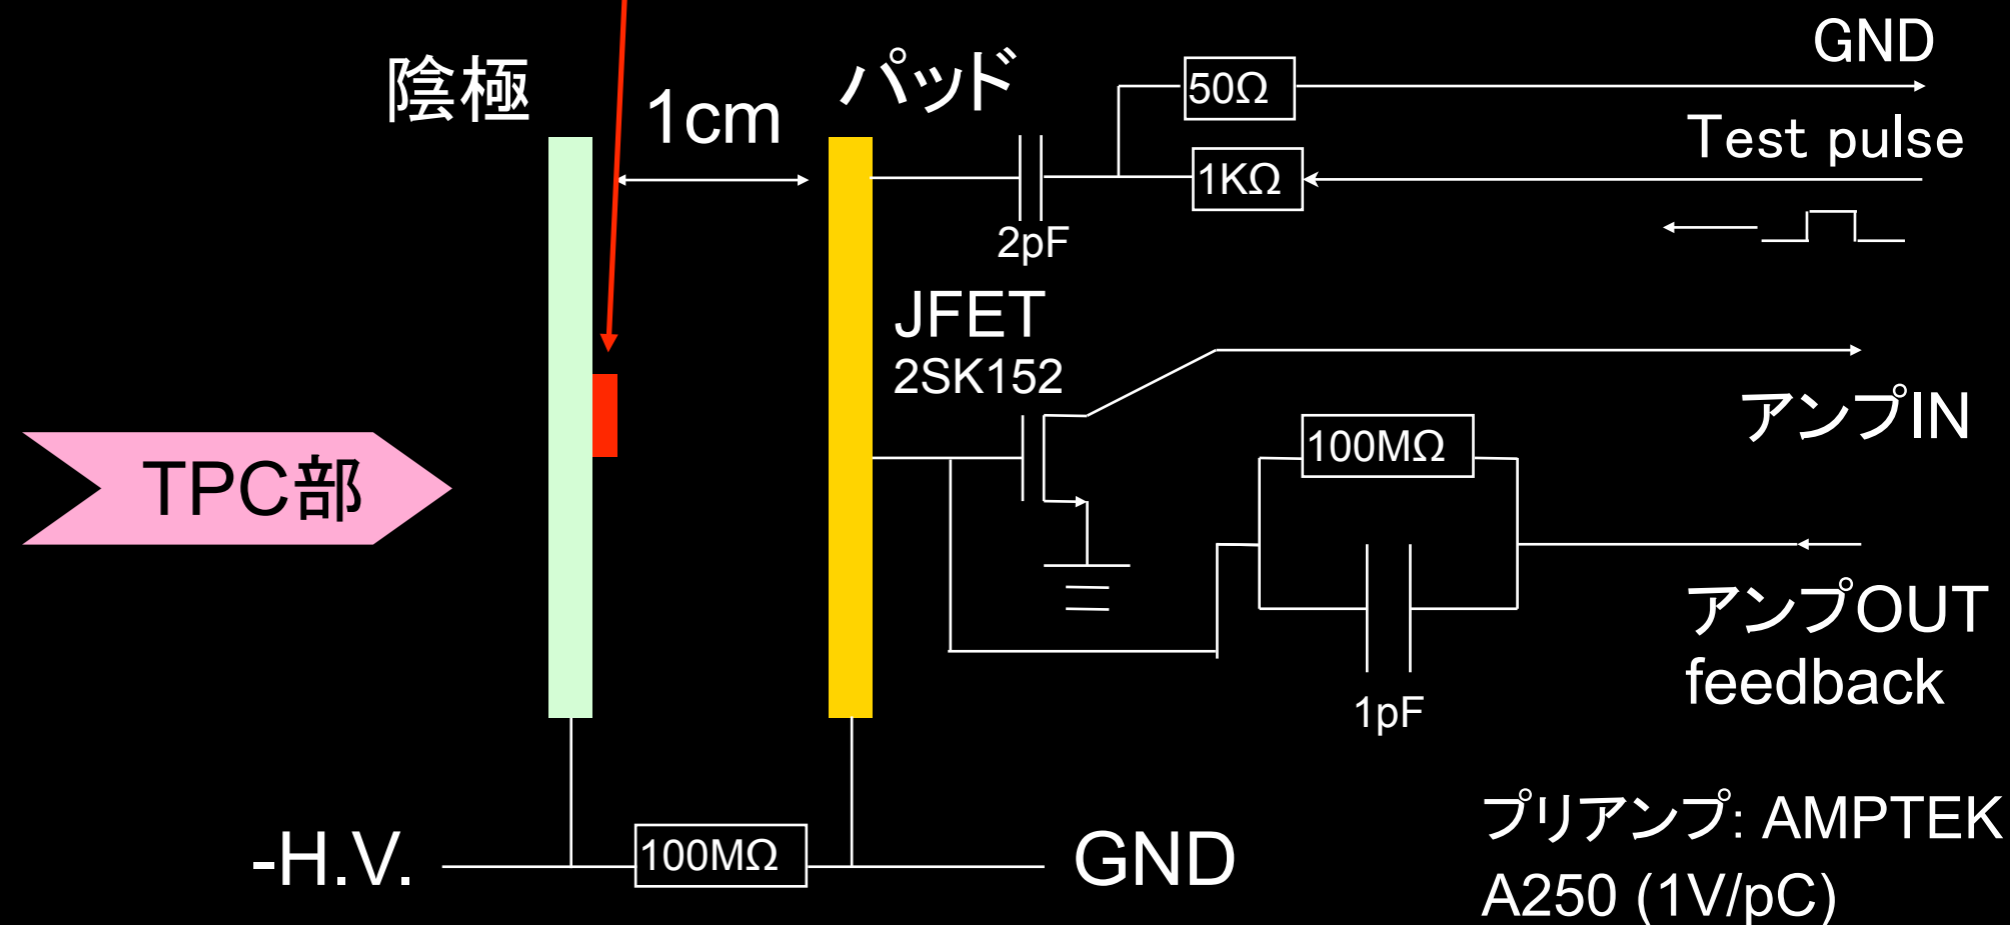 GND
陰極
パッド
1cm
50Ω
Test pulse
1KΩ
2pF
JFET
2SK152
アンプIN
100MΩ
TPC部
アンプOUT
feedback
1pF
プリアンプ: AMPTEK
A250 (1V/pC)
-H.V.
100MΩ
GND